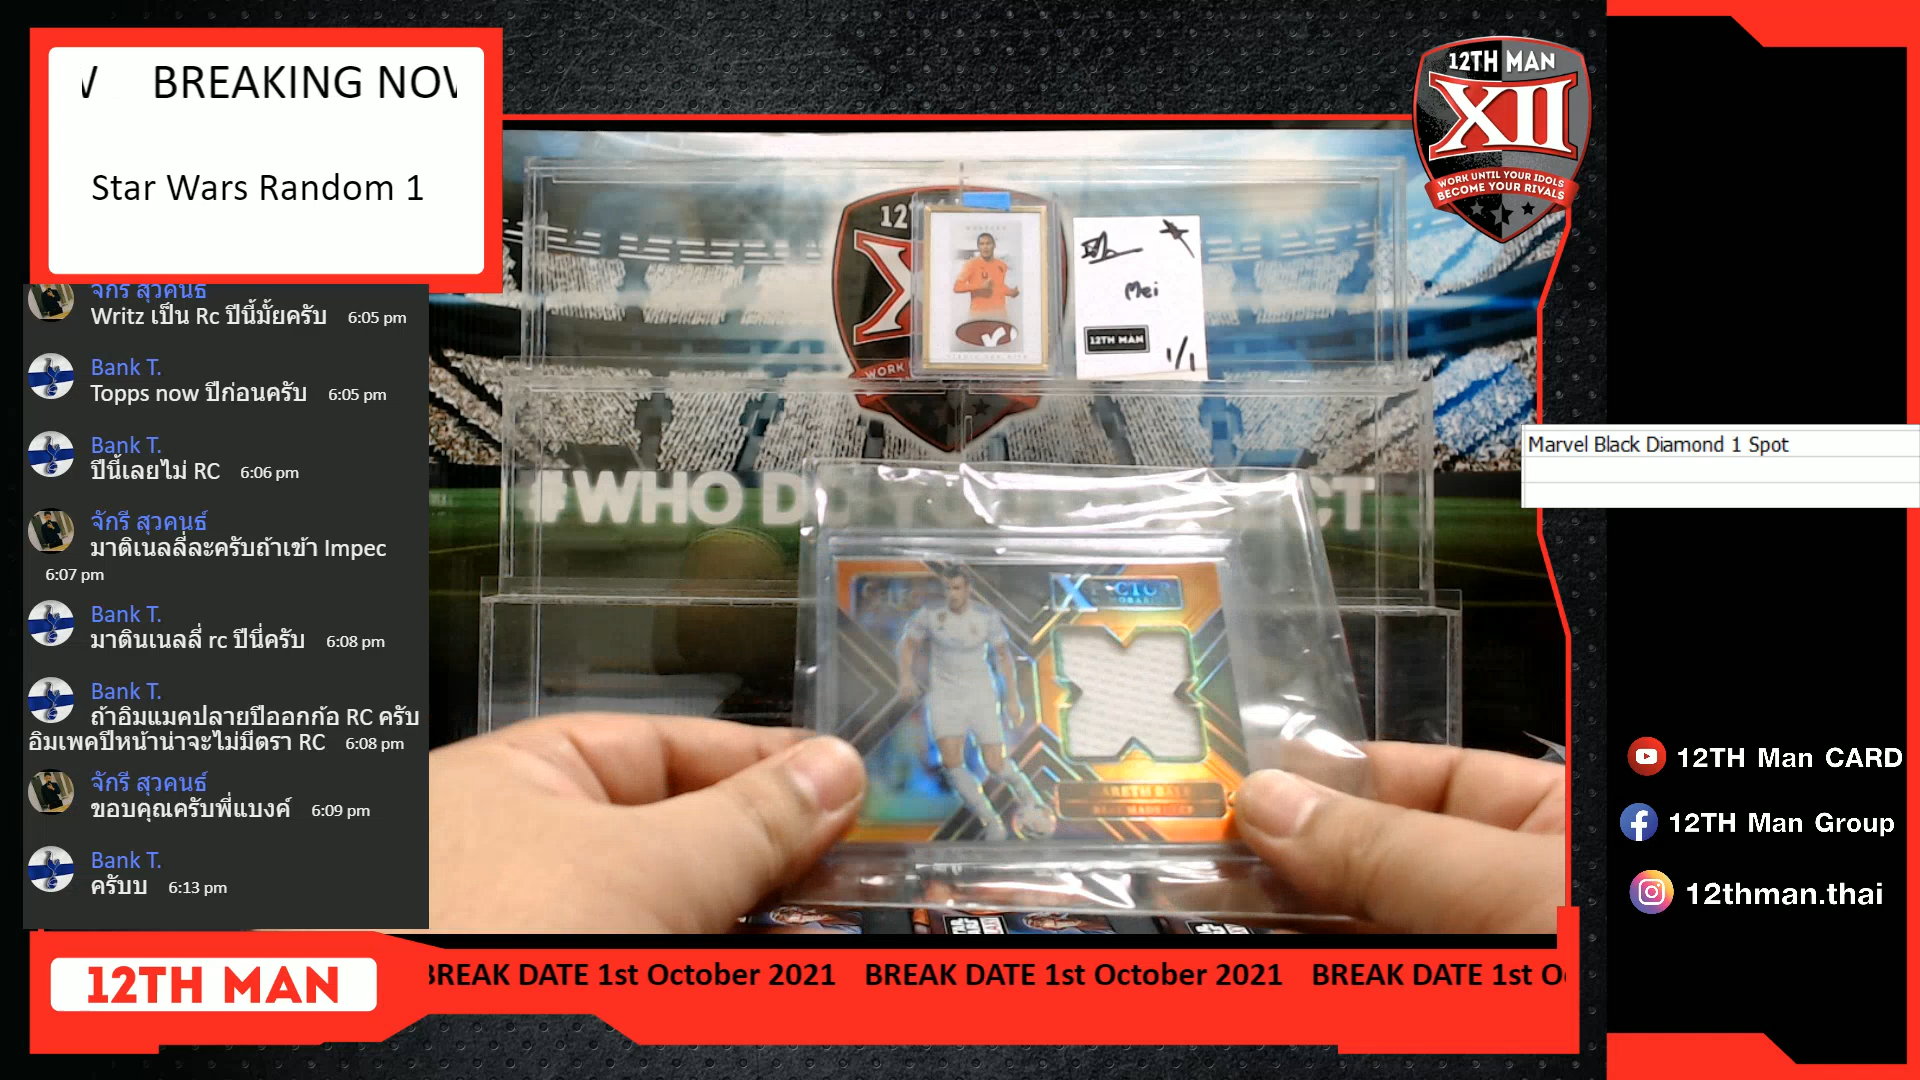 BREAKING NOW
Star Wars Random 1
จักรี สุวคนธ์
Writz เป็น Rc ปีนี้มั้ยครับ 6:05 pm
Bank T.
Topps now ปีก่อนครับ 6:05 pm
Bank T.
ปีนี้เลยไม่ RC 6:06 pm
จักรี สุวคนธ์
มาติเนลลี่ละครับถ้าเข้า Impec
6:07 pm
Bank T.
มาตินเนลลี่ rc ปีนี่ครับ 6:08 pm
Bank T.
ถ้าอิมแมคปลายปีออกก้อ RC ครับ
อิมเพคปีหน้าน่าจะไม่มีตรา RC 6:08 pm
จักรี สุวคนธ์
ขอบคุณครับพี่แบงค์ 6:09 pm
Bank T.
ครับบ 6:13 pm
12TH MAN
XII
WORK UNTIL YOUR IDOLS
BECOME YOUR RIVALS
12
WORK
Mei
12TH MAN
1/1
#WHO DO YO CT
Marvel Black Diamond 1 Spot
12TH Man CARD
12TH Man Group
12thman.thai
12TH MAN
BREAK DATE 1st October 2021 BREAK DATE 1st October 2021 BREAK DATE 1st O